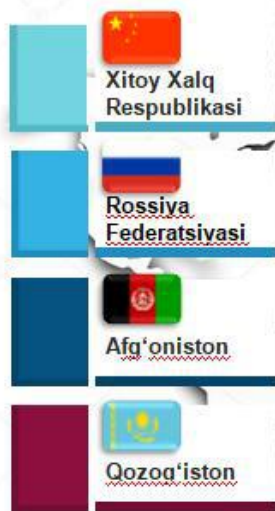 Xitoy Xalq
Respublikasi
Rossiya
Federatsiyasi
Afg‘oniston
Qozog‘iston